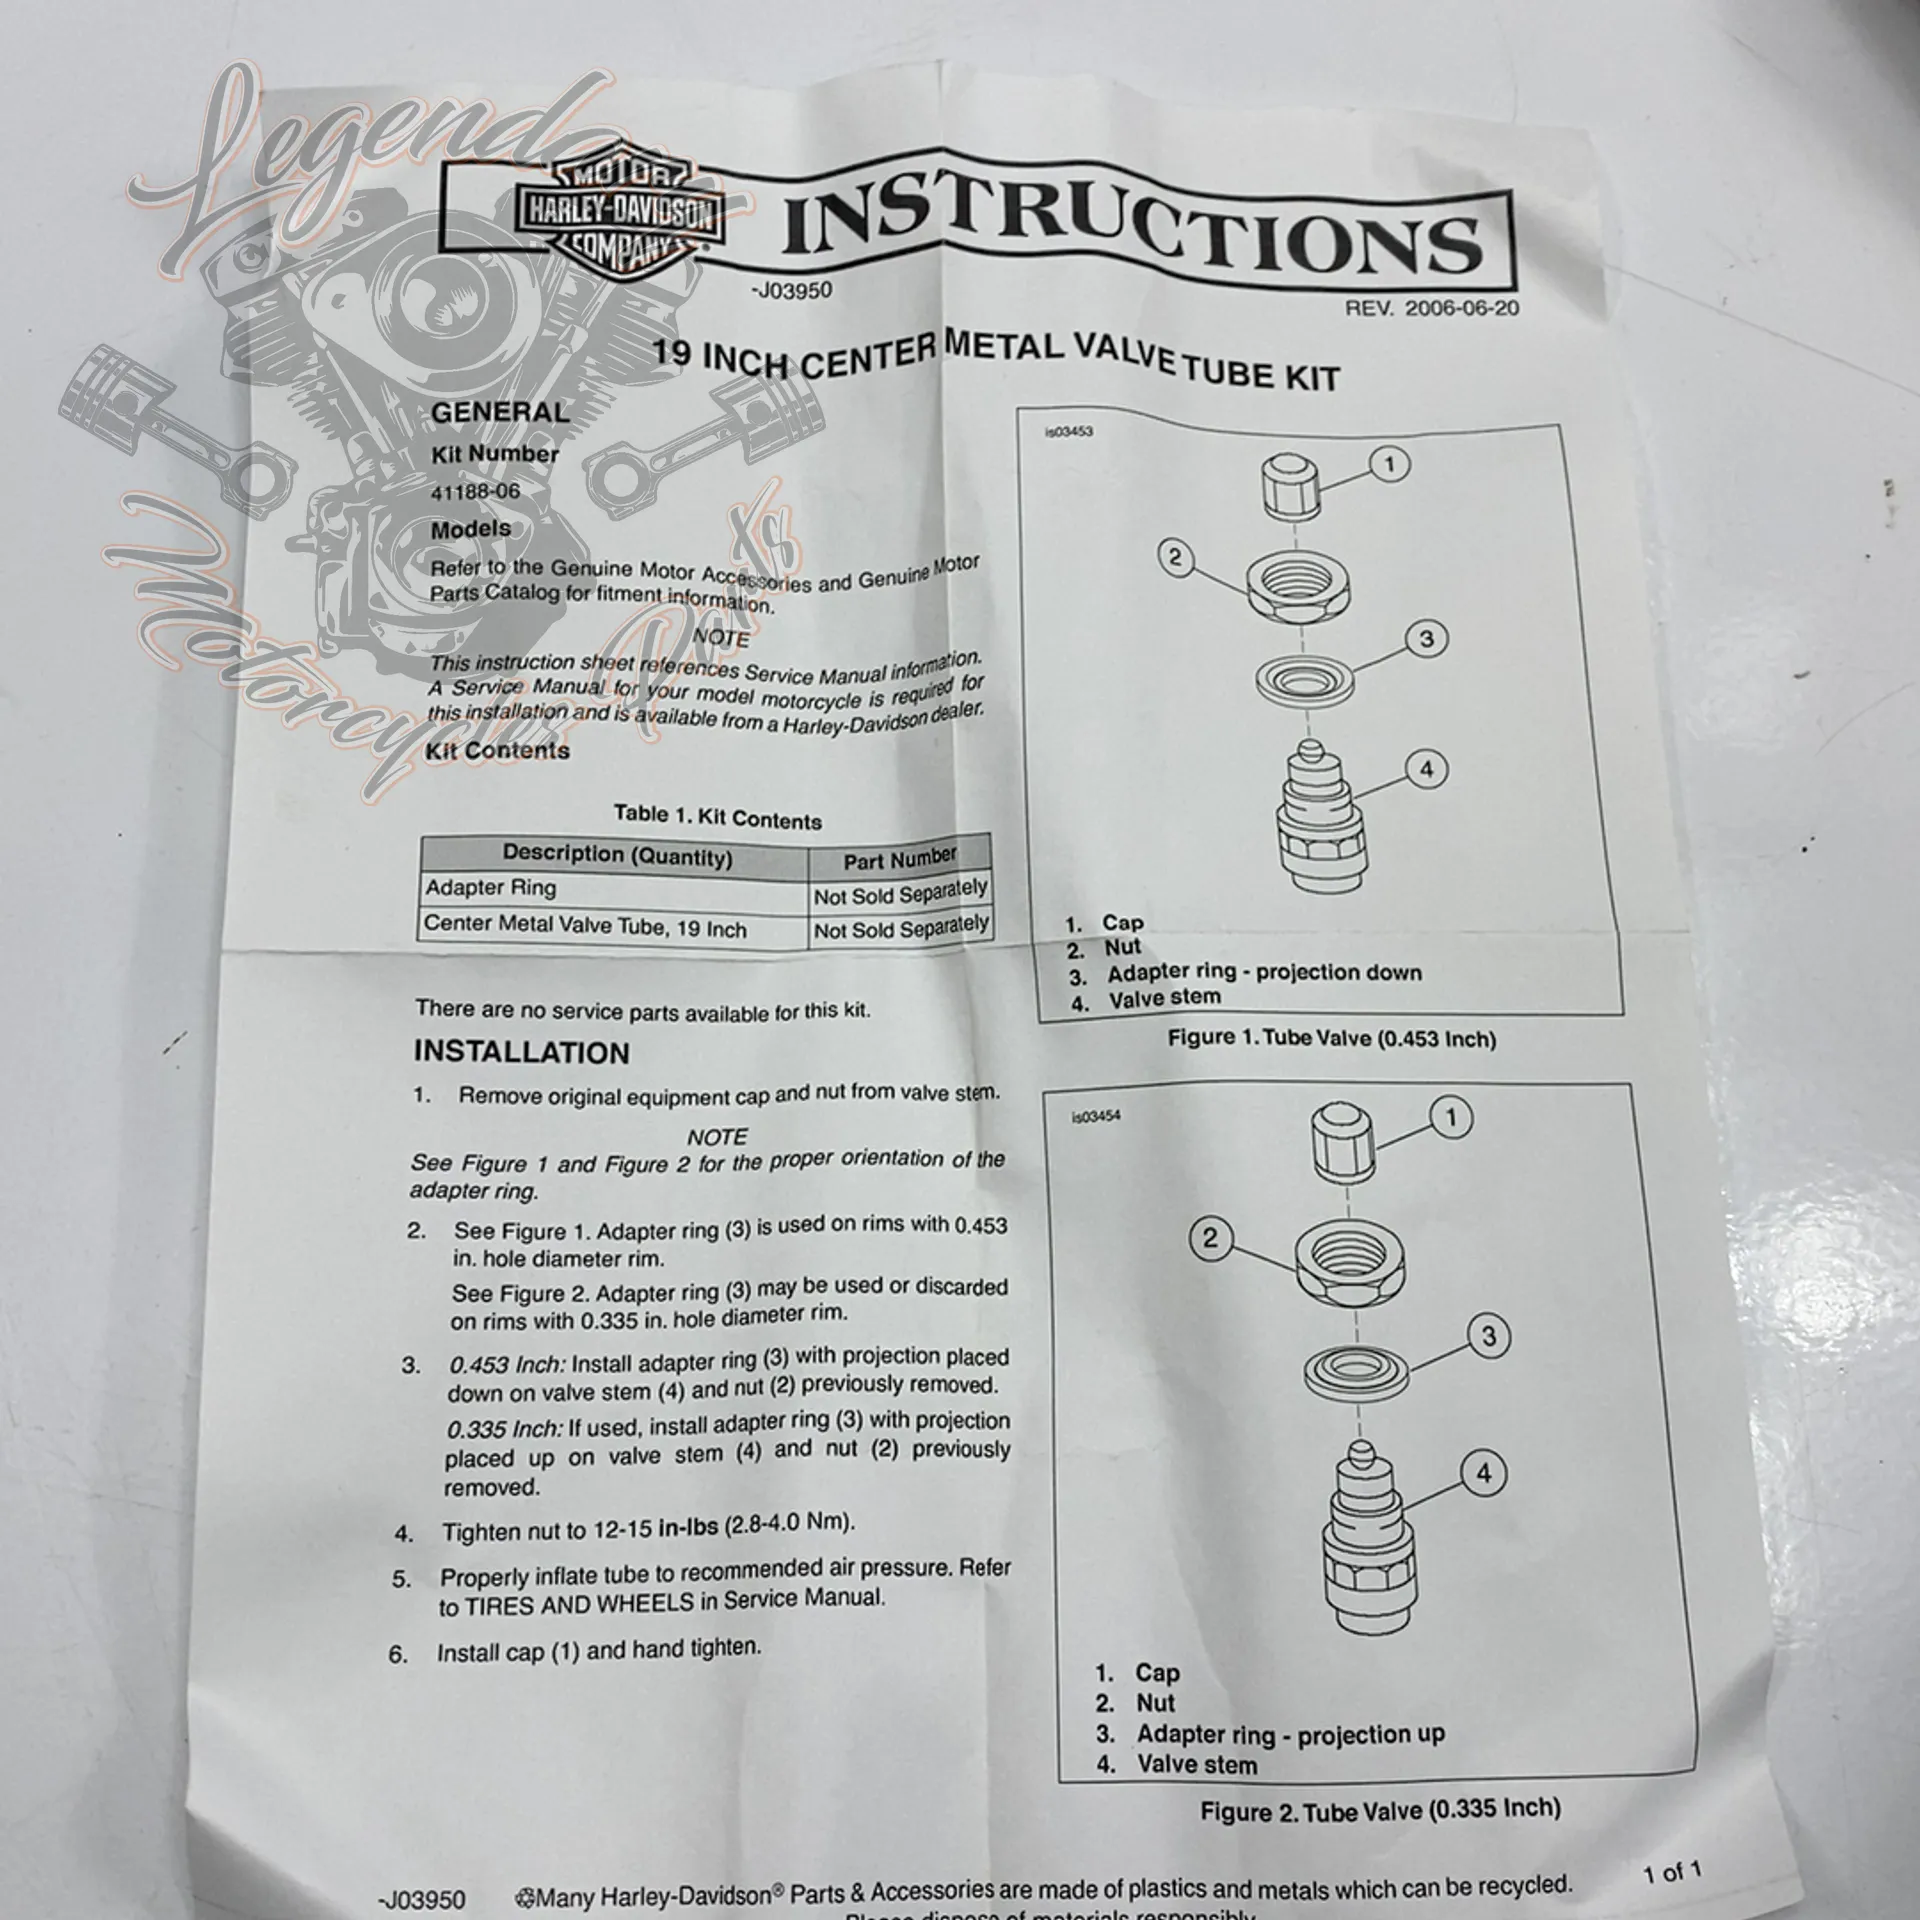 Legendary
Motorcycles Parts
MOTOR
HARLEY-DAVIDSON
COMPANY
INSTRUCTIONS
-J03950
REV. 2006-06-20
19 INCH CENTER METAL VALVE TUBE KIT
GENERAL
Kit Number
41188-06
Models
Refer to the Genuine Motor Accessories and Genuine Motor
Parts Catalog for fitment information.
NOTE
This instruction sheet references Service Manual information.
A Service Manual for your model motorcycle is required for
this installation and is available from a Harley-Davidson dealer.
Kit Contents
Table 1. Kit Contents
Description (Quantity) Part Number
Adapter Ring Not Sold Separately
Center Metal Valve Tube, 19 Inch Not Sold Separately
There are no service parts available for this kit.
INSTALLATION
1. Remove original equipment cap and nut from valve stem.
NOTE
See Figure 1 and Figure 2 for the proper orientation of the
adapter ring.
2. See Figure 1. Adapter ring (3) is used on rims with 0.453
in. hole diameter rim.
See Figure 2. Adapter ring (3) may be used or discarded
on rims with 0.335 in. hole diameter rim.
3. 0.453 Inch: Install adapter ring (3) with projection placed
down on valve stem (4) and nut (2) previously removed.
0.335 Inch: If used, install adapter ring (3) with projection
placed up on valve stem (4) and nut (2) previously
removed.
4. Tighten nut to 12-15 in-lbs (2.8-4.0 Nm).
5. Properly inflate tube to recommended air pressure. Refer
to TIRES AND WHEELS in Service Manual.
6. Install cap (1) and hand tighten.
is03453
1
2
3
4
1. Cap
2. Nut
3. Adapter ring - projection down
4. Valve stem
Figure 1. Tube Valve (0.453 Inch)
is03454
1
2
3
4
1. Cap
2. Nut
3. Adapter ring - projection up
4. Valve stem
Figure 2. Tube Valve (0.335 Inch)
-J03950
Many Harley-Davidson® Parts & Accessories are made of plastics and metals which can be recycled.
Please dispose of materials responsibly.
1 of 1